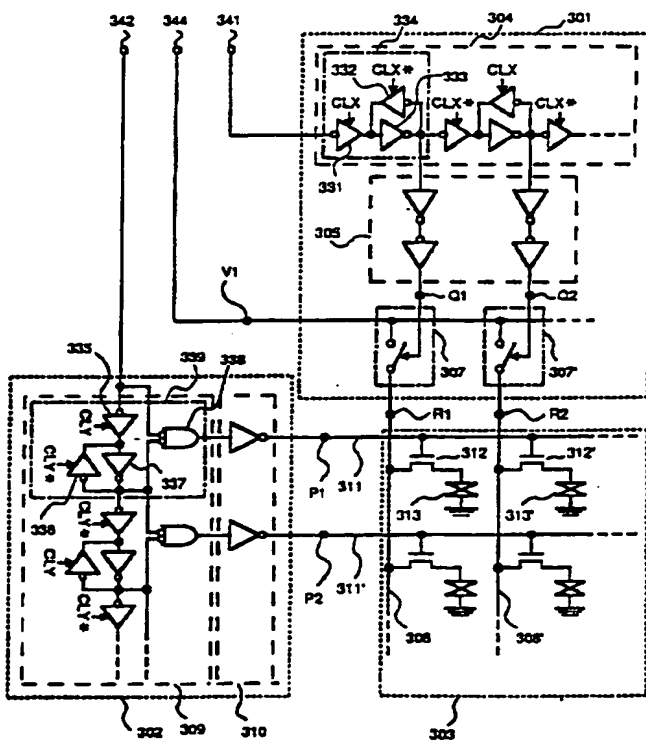 342 344 341
334 304 301
332 CLX* 333 CLX
CLX CLX* CLX*
331
305
V1 Q1 Q2
307 307'
335 339 338
R1 R2
CLY
CLY* 337
336
P1 311 312 312'
313 313'
CLY* CLY
P2 311'
CLY*
308 308'
302 309 310 303